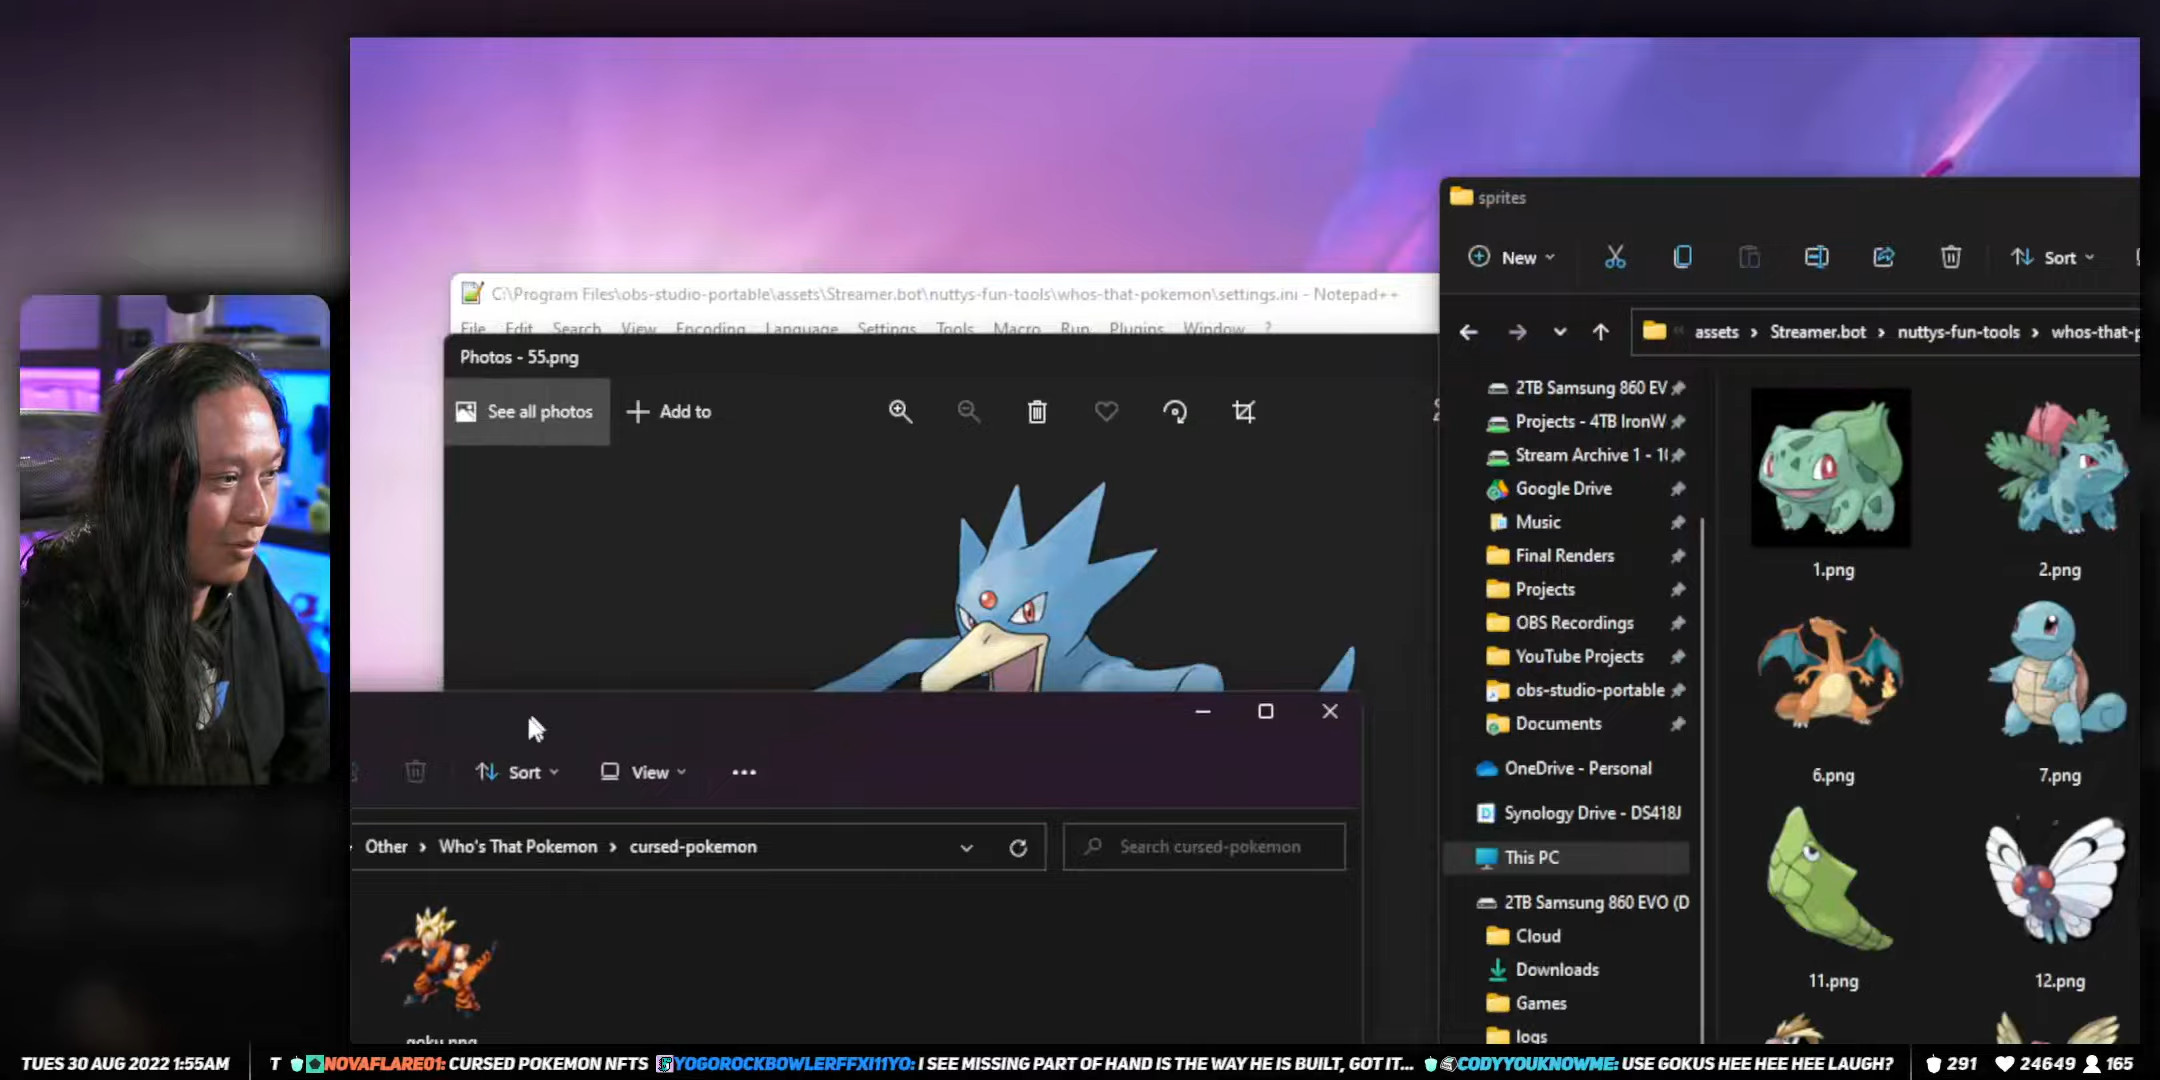 sprites
New
Sort
C:\Program Files\obs-studio-portable\assets\Streamer.bot\nuttys-fun-tools\whos-that-pokemon\settings.ini - Notepad++
File Edit Search View Encoding Language Settings Tools Macro Run Plugins Window ?
assets > Streamer.bot > nuttys-fun-tools > whos-that-p
Photos - 55.png
See all photos
Add to
2TB Samsung 860 EV
Projects - 4TB IronW
Stream Archive 1 - 1(
Google Drive
Music
Final Renders
Projects
OBS Recordings
YouTube Projects
obs-studio-portable
Documents
OneDrive - Personal
Synology Drive - DS418J
This PC
2TB Samsung 860 EVO (D
Cloud
Downloads
Games
logs
1.png
2.png
6.png
7.png
11.png
12.png
Sort
View
Other > Who's That Pokemon > cursed-pokemon
Search cursed-pokemon
goku.png
TUES 30 AUG 2022 1:55AM
T NOVAFLARE01: CURSED POKEMON NFTS YOGOROCKBOWLERFFXI11YO: I SEE MISSING PART OF HAND IS THE WAY HE IS BUILT, GOT IT... CODYYOUKNOWME: USE GOKUS HEE HEE HEE LAUGH?
291 24649 165